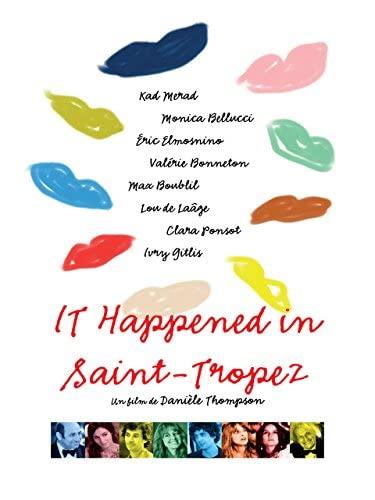 Kad Merad
Monica Bellucci
Éric Elmosnino
Valérie Bonneton
Max Boublil
Lou de Laâge
Clara Ponsot
Ivry Gitlis
IT Happened in
Saint-Tropez
Un film de Danièle Thompson